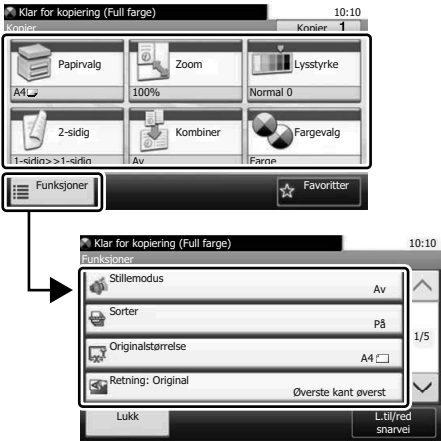 Klar for kopiering (Full farge) 10:10
Kopier Kopier 1
Papirvalg Zoom Lysstyrke
A4 100% Normal 0
2-sidig Kombiner Fargevalg
1-sidig>>1-sidig Av Farge
Funksjoner Favoritter
Klar for kopiering (Full farge) 10:10
Funksjoner
Stillemodus
Av
Sorter
På
1/5
Originalstørrelse
A4
Retning: Original
Øverste kant øverst
Lukk L.til/red
snarvei